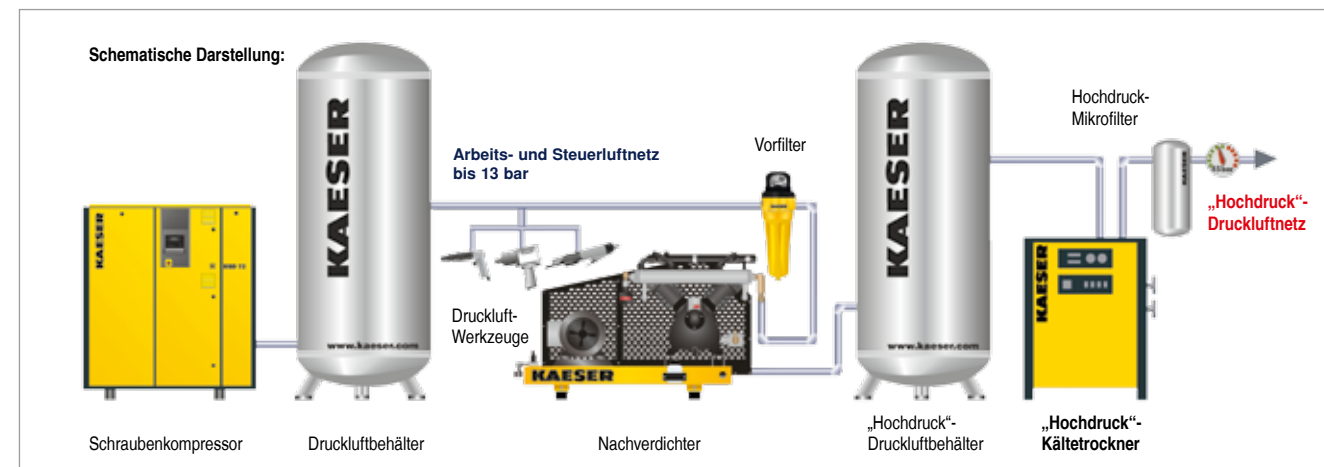 Schematische Darstellung:
KAESER
www.kaeser.com
KAESER
Schraubenkompressor
Druckluftbehälter
Arbeits- und Steuerluftnetz
bis 13 bar
Druckluft-
Werkzeuge
Vorfilter
KAESER
Nachverdichter
KAESER
www.kaeser.com
„Hochdruck“-
Druckluftbehälter
Hochdruck-
Mikrofilter
KAESER
„Hochdruck“-
Druckluftnetz
KAESER
„Hochdruck“-
Kältetrockner